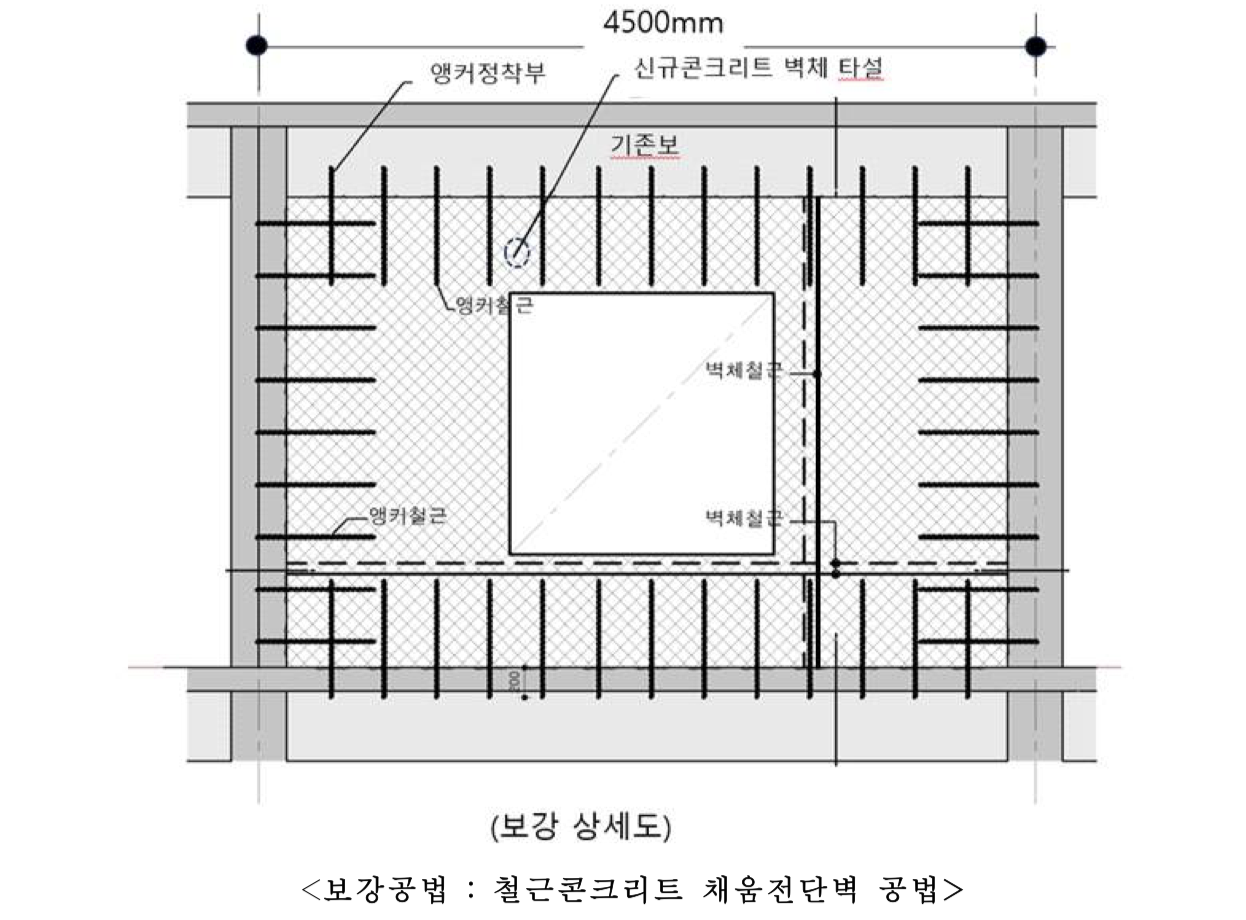 4500mm
앵커정착부
신규콘크리트 벽체 타설
기존보
앵커철근
벽체철근
앵커철근
벽체철근
200
(보강 상세도)
<보강공법 : 철근콘크리트 채움전단벽 공법>